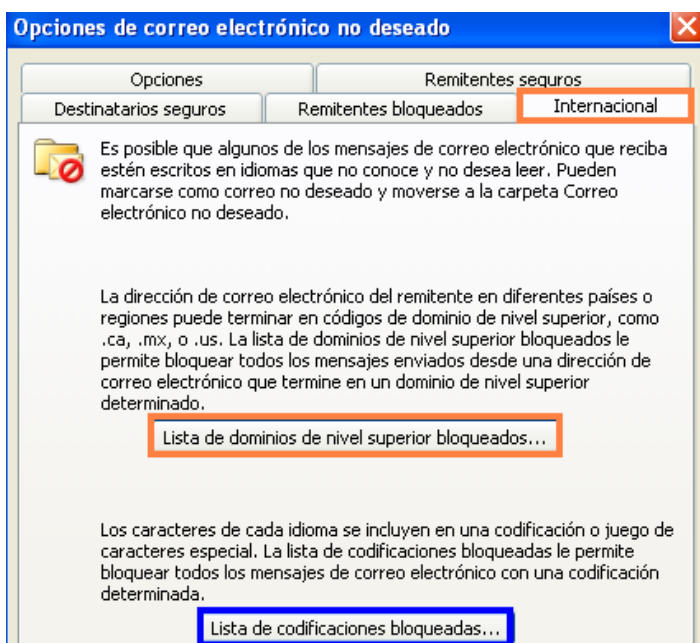 Opciones de correo electrónico no deseado
Opciones
Remitentes seguros
Destinatarios seguros
Remitentes bloqueados
Internacional
Es posible que algunos de los mensajes de correo electrónico que reciba
estén escritos en idiomas que no conoce y no desea leer. Pueden
marcarse como correo no deseado y moverse a la carpeta Correo
electrónico no deseado.
La dirección de correo electrónico del remitente en diferentes países o
regiones puede terminar en códigos de dominio de nivel superior, como
.ca, .mx, o .us. La lista de dominios de nivel superior bloqueados le
permite bloquear todos los mensajes enviados desde una dirección de
correo electrónico que termine en un dominio de nivel superior
determinado.
Lista de dominios de nivel superior bloqueados...
Los caracteres de cada idioma se incluyen en una codificación o juego de
caracteres especial. La lista de codificaciones bloqueadas le permite
bloquear todos los mensajes de correo electrónico con una codificación
determinada.
Lista de codificaciones bloqueadas...